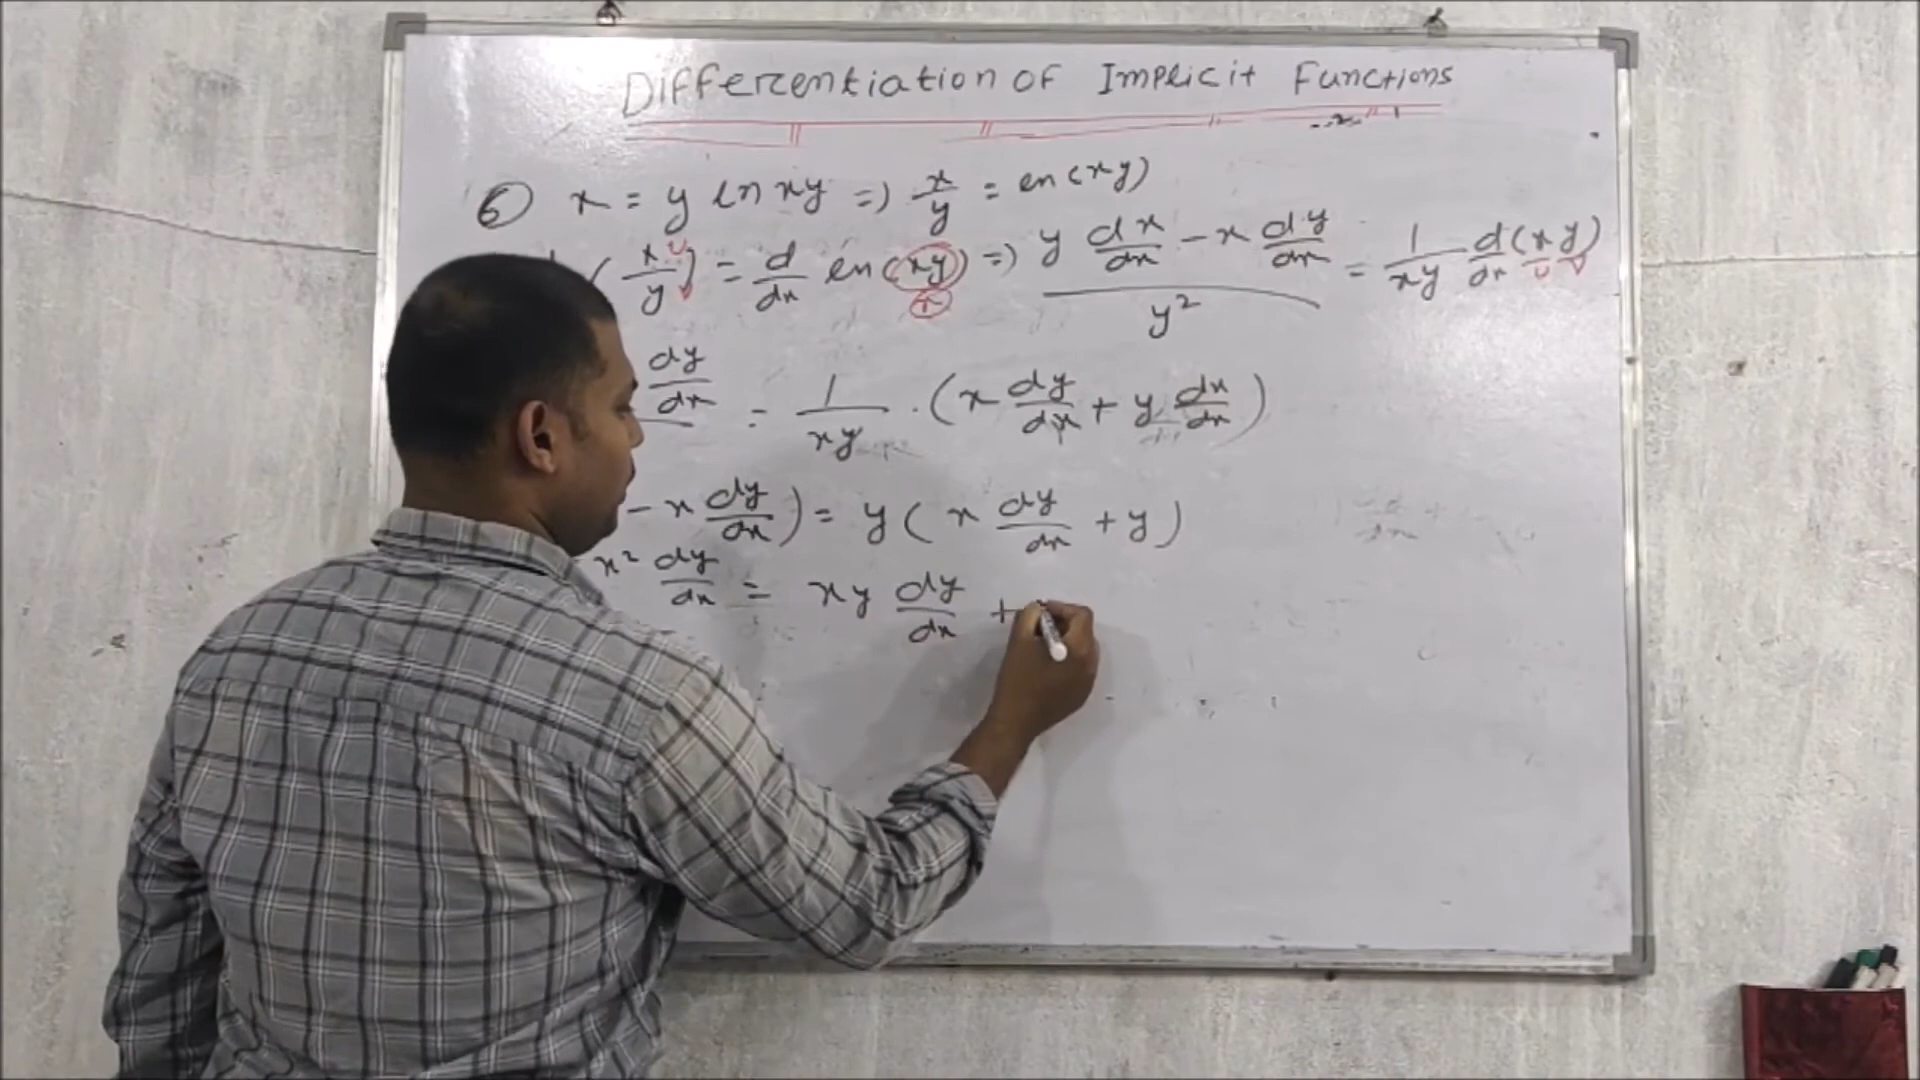 Differentiation of Implicit Functions
6 x = y ln xy => x/y = ln(xy)
(x/y) = d/dx ln(xy) => (y dx/dx - x dy/dx)/y² = 1/xy d/dx (xy)
u v x u v
dy/dx = 1/xy . (x dy/dx + y dx/dx)
- x dy/dx) = y(x dy/dx + y)
x² dy/dx = xy dy/dx +